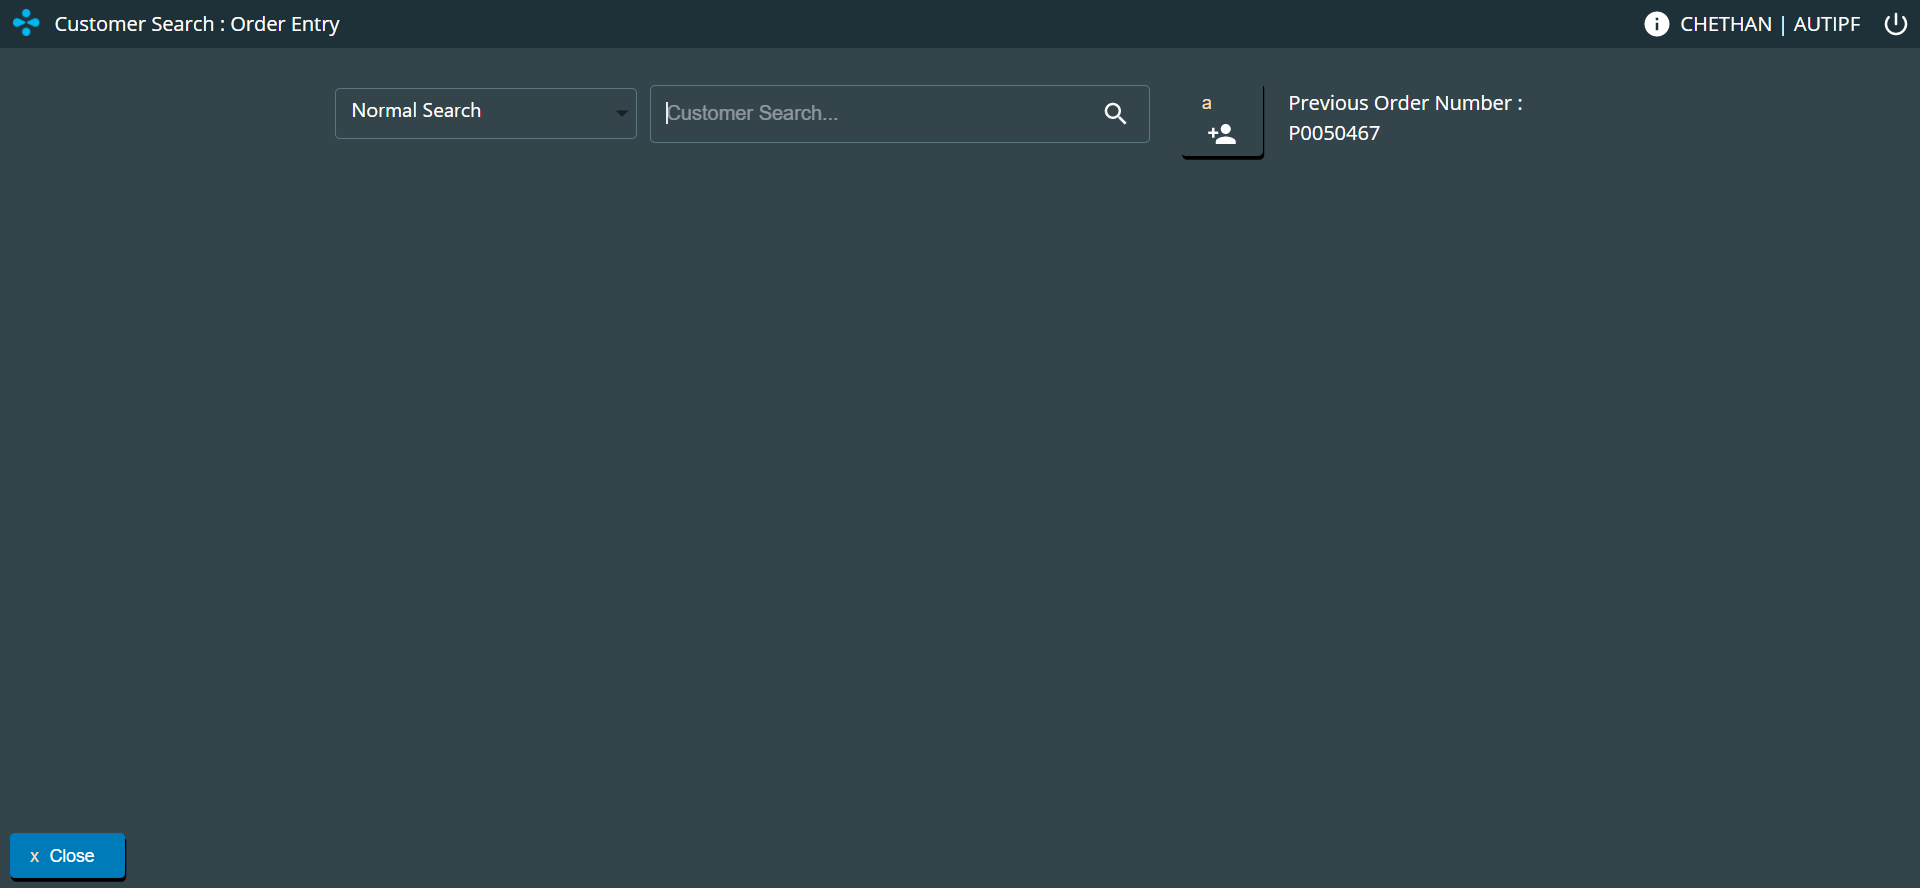 Customer Search : Order Entry
CHETHAN | AUTIPF
Normal Search
Customer Search...
a
Previous Order Number :
P0050467
x Close